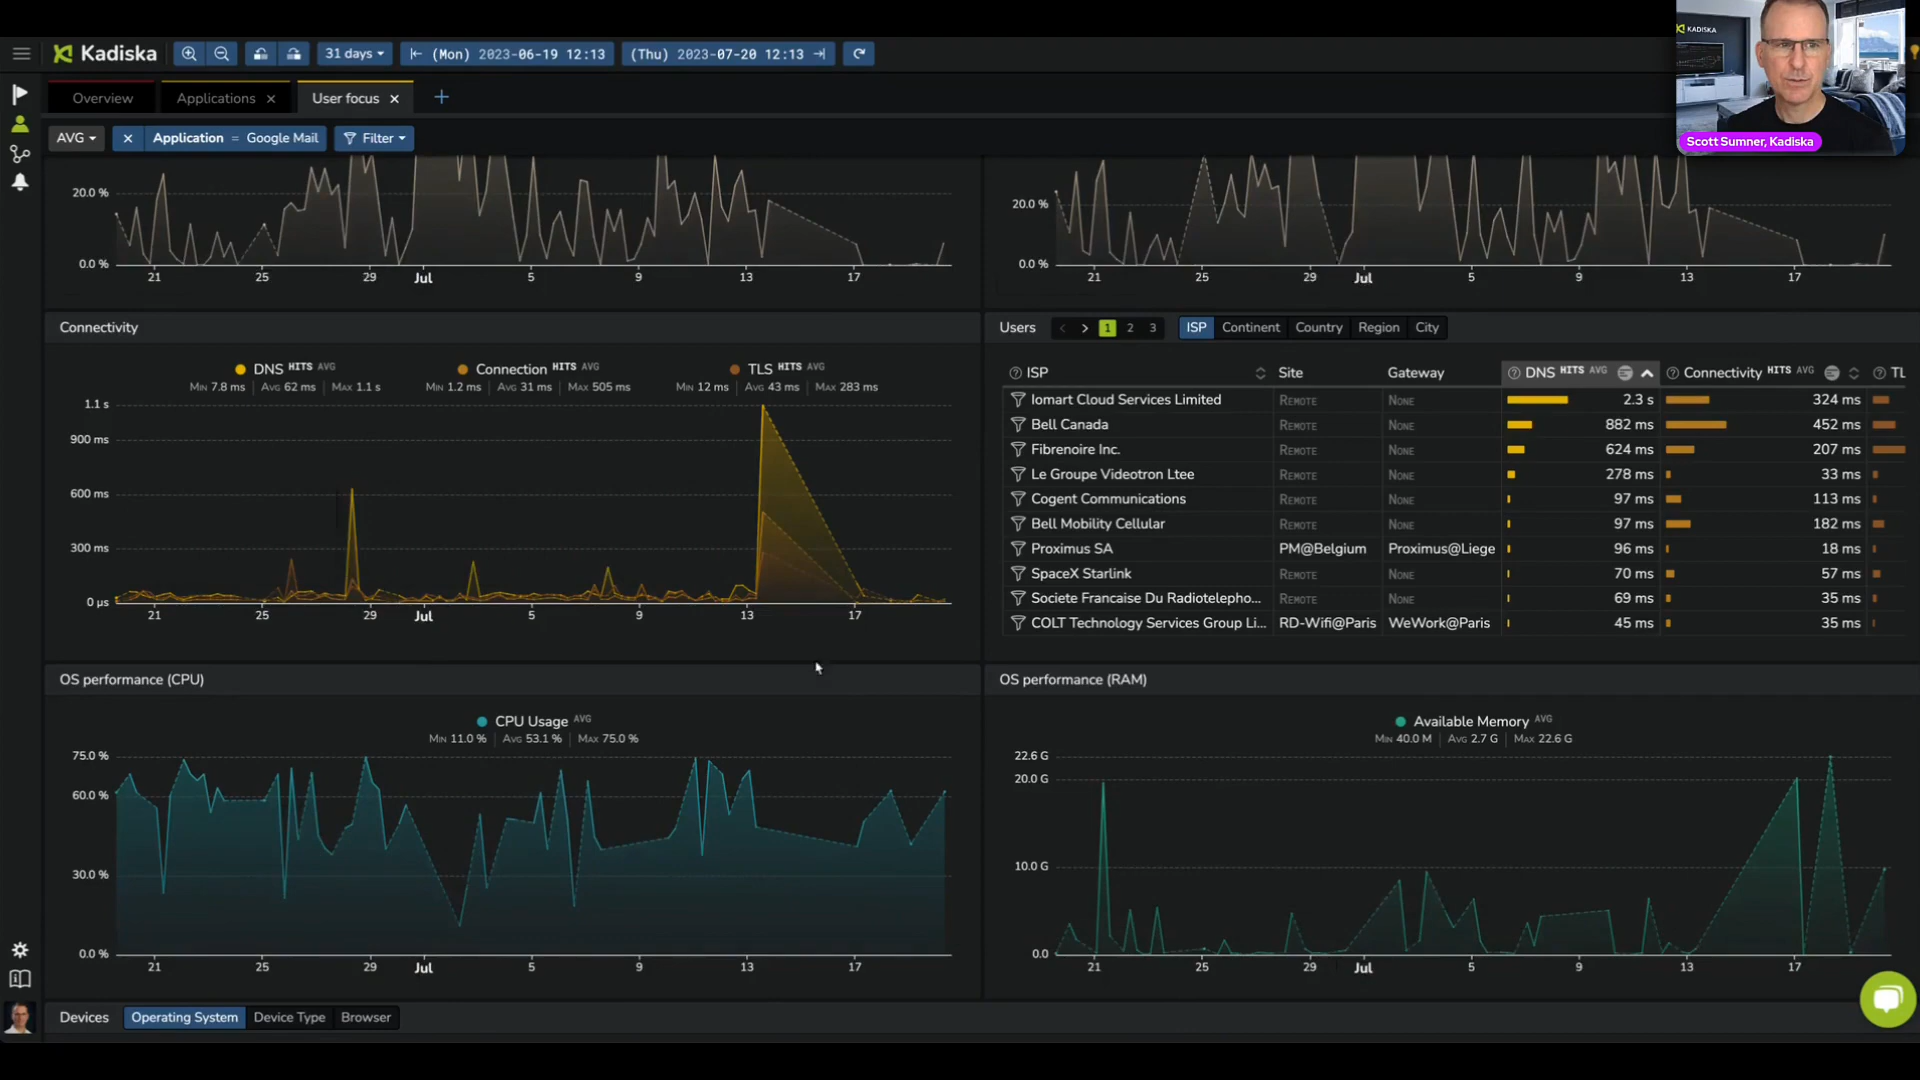 Kadiska
31 days
(Mon) 2023-06-19 12:13
(Thu) 2023-07-20 12:13
KADISKA
Scott Sumner, Kadiska
Overview
Applications
User focus
AVG
Application = Google Mail
Filter
20.0 %
0.0 %
21 25 29 Jul 5 9 13 17
20.0 %
0.0 %
21 25 29 Jul 5 9 13 17
Connectivity
DNS HITS AVG
MIN 7.8 ms | AVG 62 ms | MAX 1.1 s
Connection HITS AVG
MIN 1.2 ms | AVG 31 ms | MAX 505 ms
TLS HITS AVG
MIN 12 ms | AVG 43 ms | MAX 283 ms
1.1 s
900 ms
600 ms
300 ms
0 µs
21 25 29 Jul 5 9 13 17
Users 1 2 3 ISP Continent Country Region City
ISP Site Gateway DNS HITS AVG Connectivity HITS AVG TL
Iomart Cloud Services Limited REMOTE NONE 2.3 s 324 ms
Bell Canada REMOTE NONE 882 ms 452 ms
Fibrenoire Inc. REMOTE NONE 624 ms 207 ms
Le Groupe Videotron Ltee REMOTE NONE 278 ms 33 ms
Cogent Communications REMOTE NONE 97 ms 113 ms
Bell Mobility Cellular REMOTE NONE 97 ms 182 ms
Proximus SA PM@Belgium Proximus@Liege 96 ms 18 ms
SpaceX Starlink REMOTE NONE 70 ms 57 ms
Societe Francaise Du Radiotelepho... REMOTE NONE 69 ms 35 ms
COLT Technology Services Group Li... RD-Wifi@Paris WeWork@Paris 45 ms 35 ms
OS performance (CPU)
CPU Usage AVG
MIN 11.0 % | AVG 53.1 % | MAX 75.0 %
75.0 %
60.0 %
30.0 %
0.0 %
21 25 29 Jul 5 9 13 17
OS performance (RAM)
Available Memory AVG
MIN 40.0 M | AVG 2.7 G | MAX 22.6 G
22.6 G
20.0 G
10.0 G
0.0
21 25 29 Jul 5 9 13 17
Devices Operating System Device Type Browser